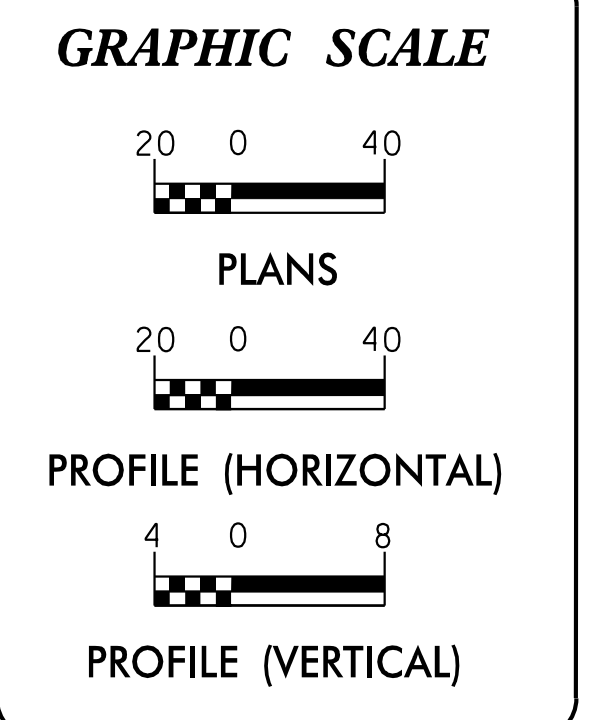 GRAPHIC SCALE
20 0 40
PLANS
20 0 40
PROFILE (HORIZONTAL)
4 0 8
PROFILE (VERTICAL)